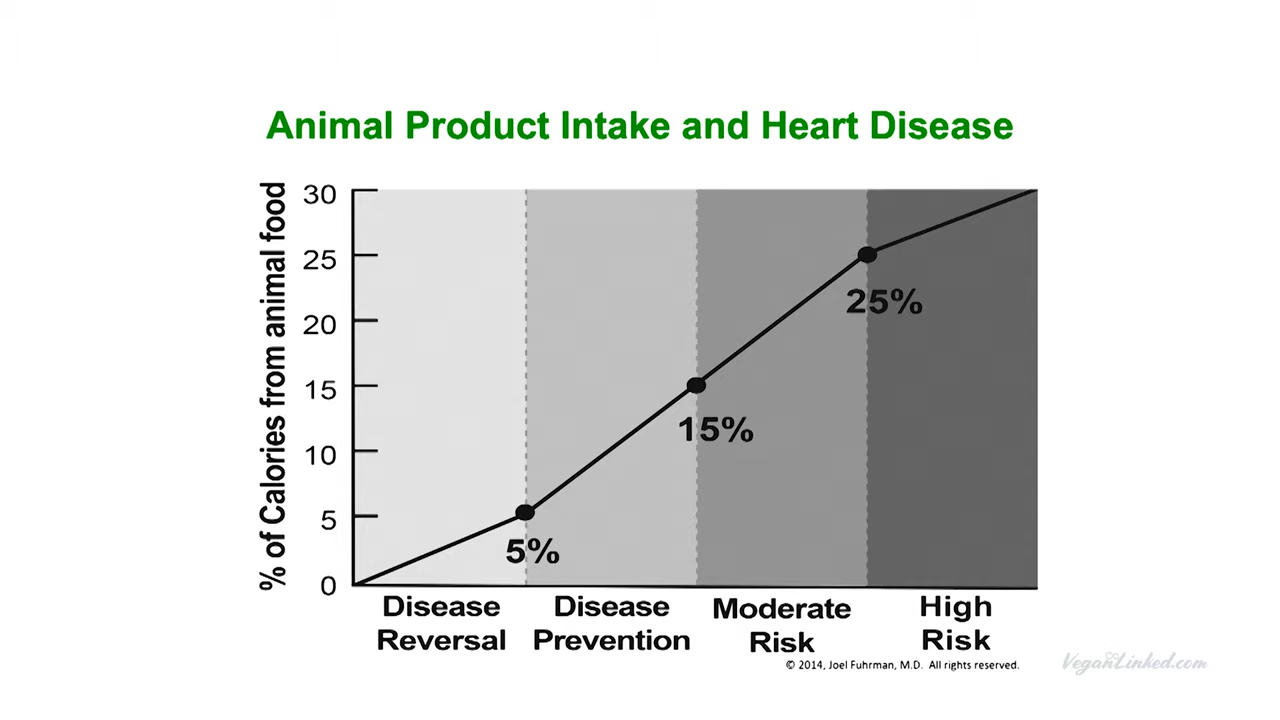 Animal Product Intake and Heart Disease
% of Calories from animal food
30
25
20
15
10
5
0
25%
15%
5%
Disease
Reversal
Disease
Prevention
Moderate
Risk
High
Risk
© 2014, Joel Fuhrman, M.D. All rights reserved.
VeganLinked.com